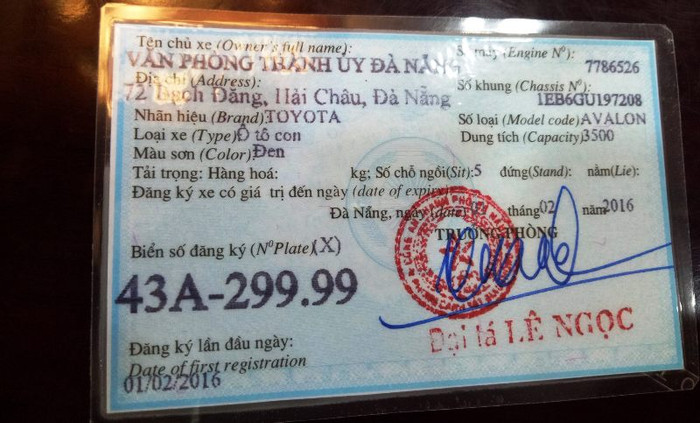 Tên chủ xe (Owner's full name):
VĂN PHÒNG THÀNH ỦY ĐÀ NẴNG
Số máy (Engine Nº):
7786526
Địa chỉ (Address):
72 Bạch Đằng, Hải Châu, Đà Nẵng
Số khung (Chassis Nº):
1EB6GU197208
Nhãn hiệu (Brand) TOYOTA
Số loại (Model code) AVALON
Loại xe (Type) Ô tô con
Dung tích (Capacity) 3500
Màu sơn (Color) Đen
Tải trọng: Hàng hoá: kg; Số chỗ ngồi (Sit): 5 đứng (Stand): nằm (Lie):
Đăng ký xe có giá trị đến ngày (date of expire)
Đà Nẵng, ngày (date) tháng 02 năm 2016
TRƯỞNG PHÒNG
Biển số đăng ký (NºPlate) (X)
43A-299.99
Đại tá LÊ NGỌC
Đăng ký lần đầu ngày:
Date of first registration
01/02/2016